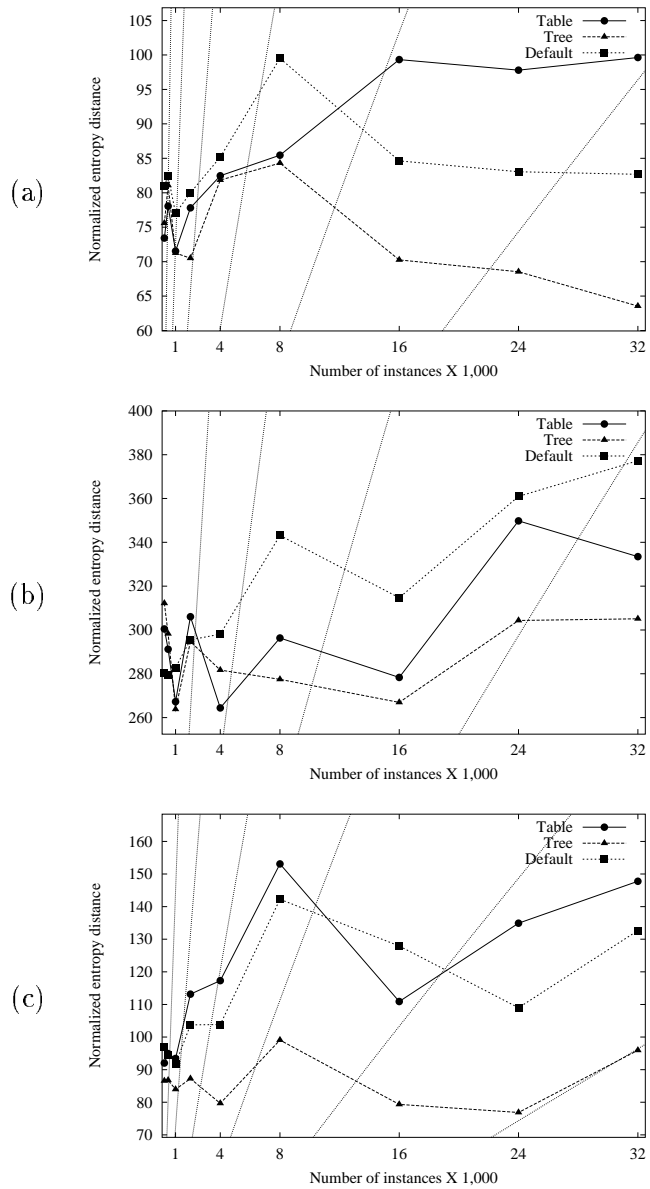 (a)
Normalized entropy distance
105
100
95
90
85
80
75
70
65
60
1 4 8 16 24 32
Number of instances X 1,000
Table
Tree
Default
(b)
Normalized entropy distance
400
380
360
340
320
300
280
260
1 4 8 16 24 32
Number of instances X 1,000
Table
Tree
Default
(c)
Normalized entropy distance
160
150
140
130
120
110
100
90
80
70
1 4 8 16 24 32
Number of instances X 1,000
Table
Tree
Default